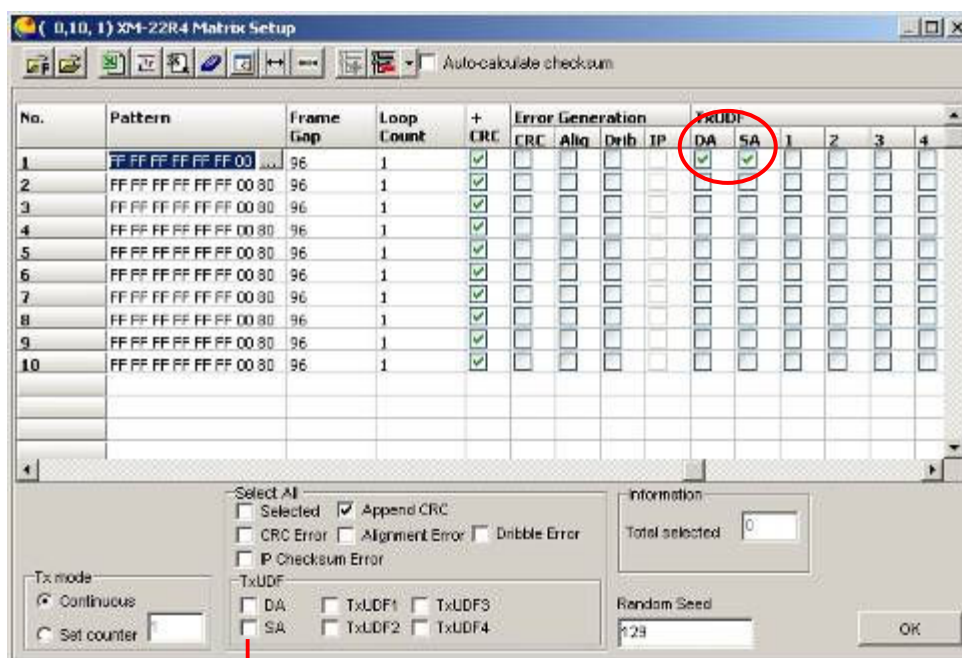 ( 0,10, 1) XM-22R4 Matrix Setup
Auto-calculate checksum
No. Pattern Frame Gap Loop Count + CRC Error Generation TxUDF
CRC Alig Drib IP DA SA 1 2 3 4
1 FF FF FF FF FF FF 00 ... 96 1
2 FF FF FF FF FF FF 00 80 96 1
3 FF FF FF FF FF FF 00 80 96 1
4 FF FF FF FF FF FF 00 80 96 1
5 FF FF FF FF FF FF 00 80 96 1
6 FF FF FF FF FF FF 00 80 96 1
7 FF FF FF FF FF FF 00 80 96 1
8 FF FF FF FF FF FF 00 80 96 1
9 FF FF FF FF FF FF 00 80 96 1
10 FF FF FF FF FF FF 00 80 96 1
Select All
Selected Append CRC
CRC Error Alignment Error Dribble Error
IP Checksum Error
Information
Total selected 0
Tx mode
Continuous
Set counter 1
TxUDF
DA TxUDF1 TxUDF3
SA TxUDF2 TxUDF4
Random Seed
129
OK